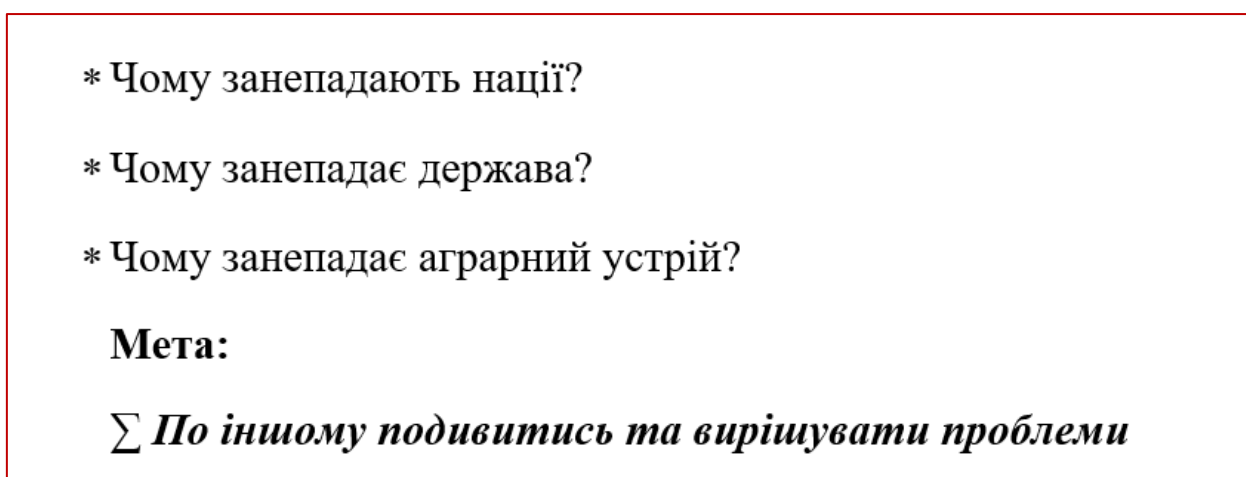 * Чому занепадають нації?
* Чому занепадає держава?
* Чому занепадає аграрний устрій?
Мета:
∑ По іншому подивитись та вирішувати проблеми